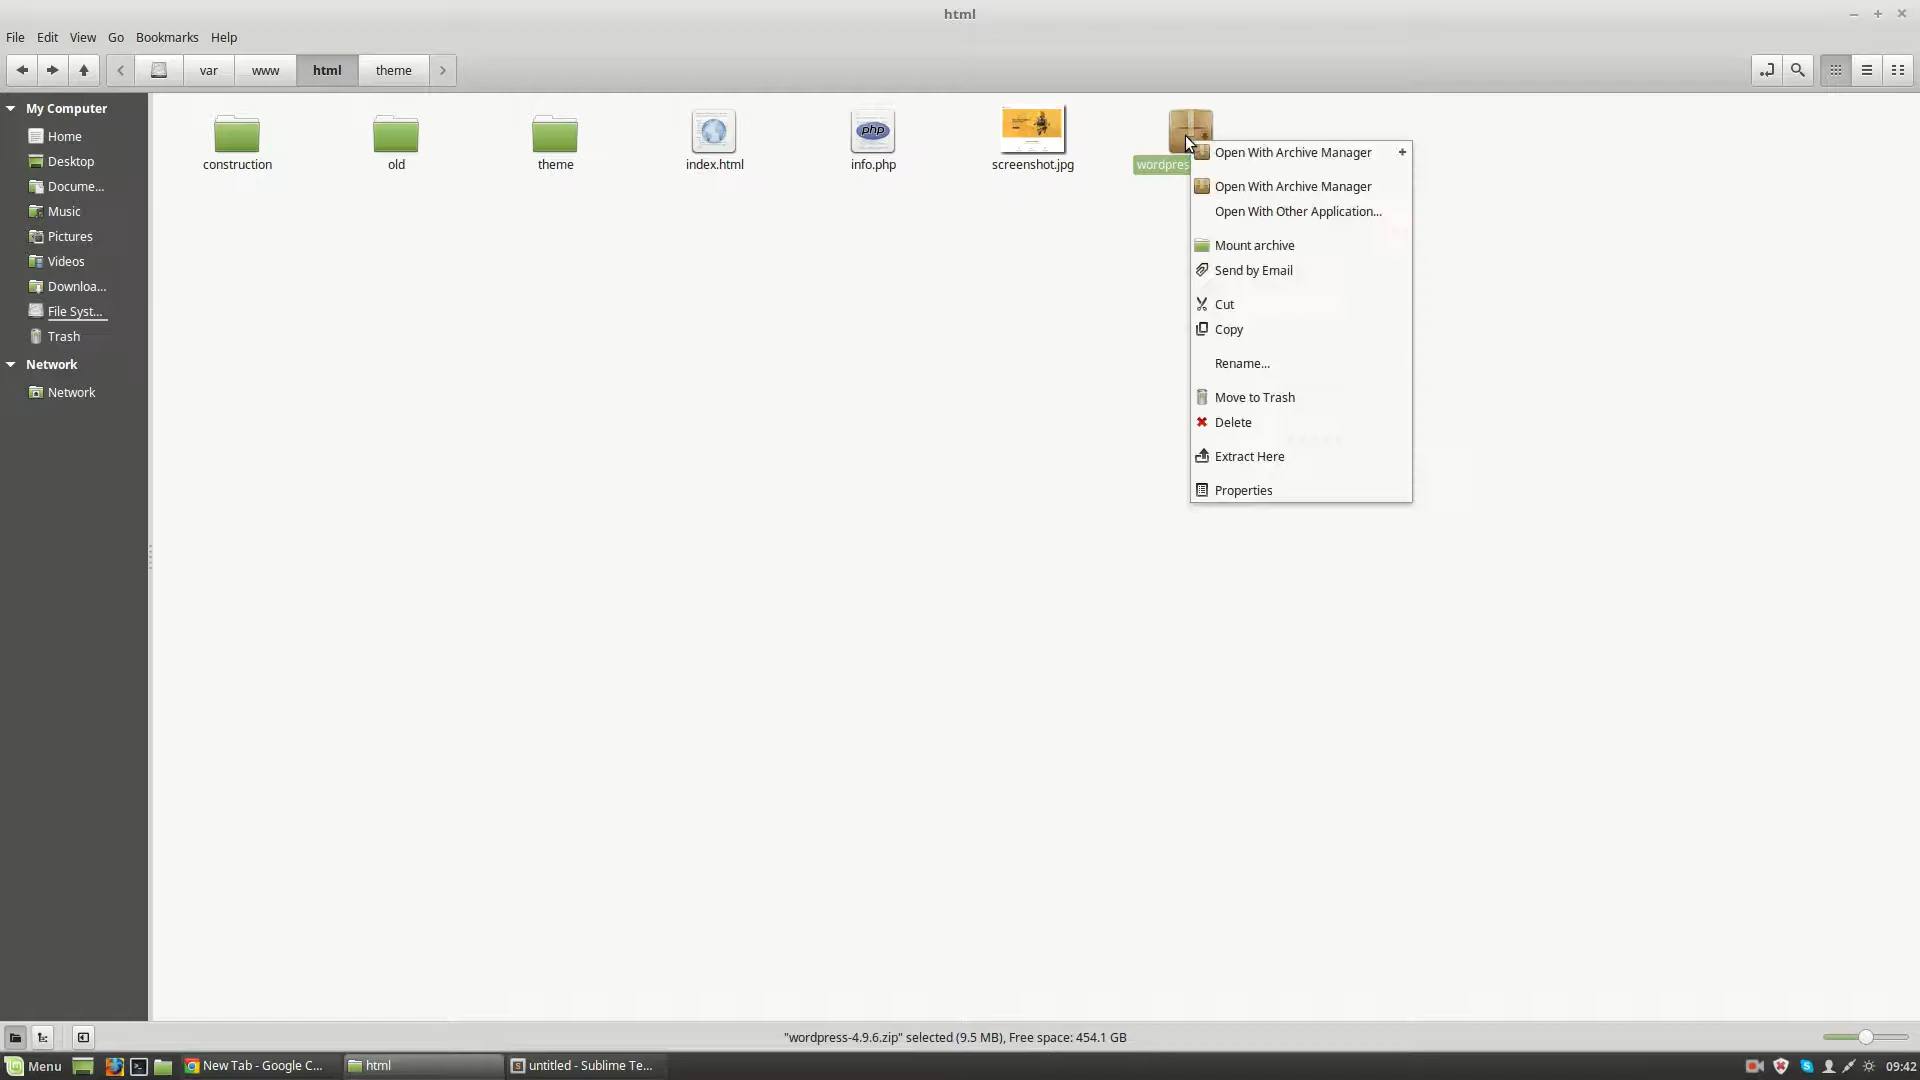 html
File Edit View Go Bookmarks Help
var www html theme
My Computer
Home
Desktop
Docume...
Music
Pictures
Videos
Downloa...
File Syst...
Trash
Network
Network
construction old theme index.html info.php screenshot.jpg wordpres
php
Open With Archive Manager +
Open With Archive Manager
Open With Other Application...
Mount archive
Send by Email
Cut
Copy
Rename...
Move to Trash
Delete
Extract Here
Properties
"wordpress-4.9.6.zip" selected (9.5 MB), Free space: 454.1 GB
Menu New Tab - Google C... html untitled - Sublime Te... 09:42